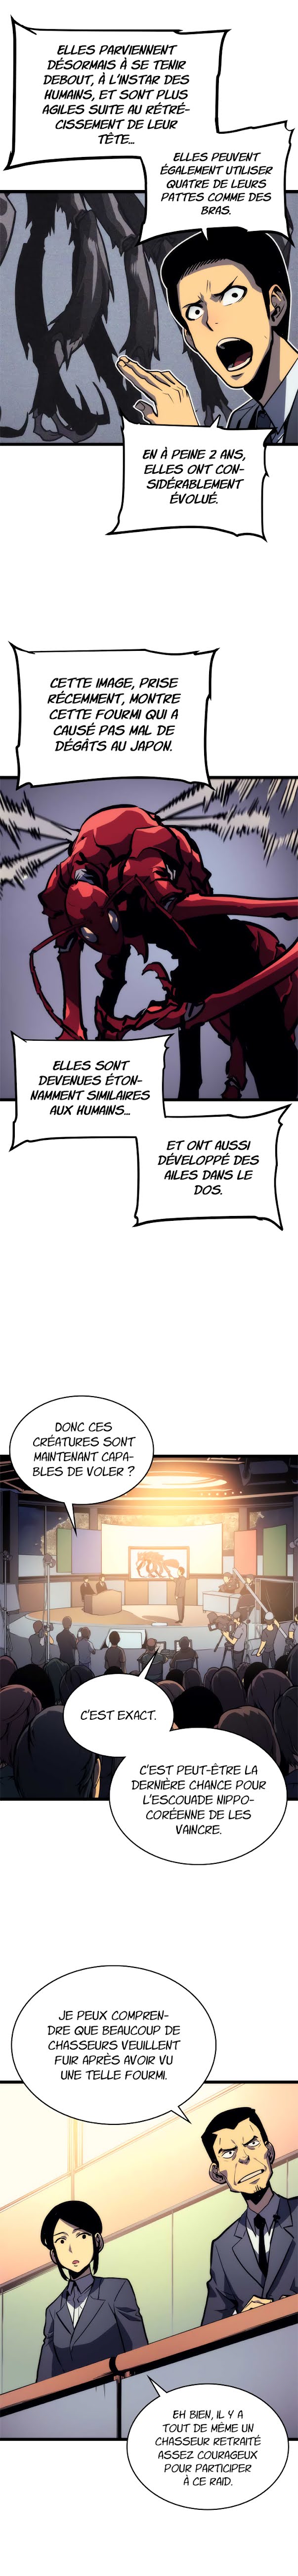 ELLES PARVIENNENT
DÉSORMAIS À SE TENIR
DEBOUT, À L'INSTAR DES
HUMAINS, ET SONT PLUS
AGILES SUITE AU RÉTRÉ-
CISSEMENT DE LEUR
TÊTE...
ELLES PEUVENT
ÉGALEMENT UTILISER
QUATRE DE LEURS
PATTES COMME DES
BRAS.
EN À PEINE 2 ANS,
ELLES ONT CON-
SIDÉRABLEMENT
ÉVOLUÉ.
CETTE IMAGE, PRISE
RÉCEMMENT, MONTRE
CETTE FOURMI QUI A
CAUSÉ PAS MAL DE
DÉGÂTS AU JAPON.
ELLES SONT
DEVENUES ÉTON-
NAMMENT SIMILAIRES
AUX HUMAINS...
ET ONT AUSSI
DÉVELOPPÉ DES
AILES DANS LE
DOS.
DONC CES
CRÉATURES SONT
MAINTENANT CAPA-
BLES DE VOLER ?
C'EST EXACT.
C'EST PEUT-ÊTRE LA
DERNIÈRE CHANCE POUR
L'ESCOUADE NIPPO-
CORÉENNE DE LES
VAINCRE.
JE PEUX COMPREN-
DRE QUE BEAUCOUP DE
CHASSEURS VEUILLENT
FUIR APRÈS AVOIR VU
UNE TELLE FOURMI.
EH BIEN, IL Y A
TOUT DE MÊME UN
CHASSEUR RETRAITÉ
ASSEZ COURAGEUX
POUR PARTICIPER
À CE RAID.